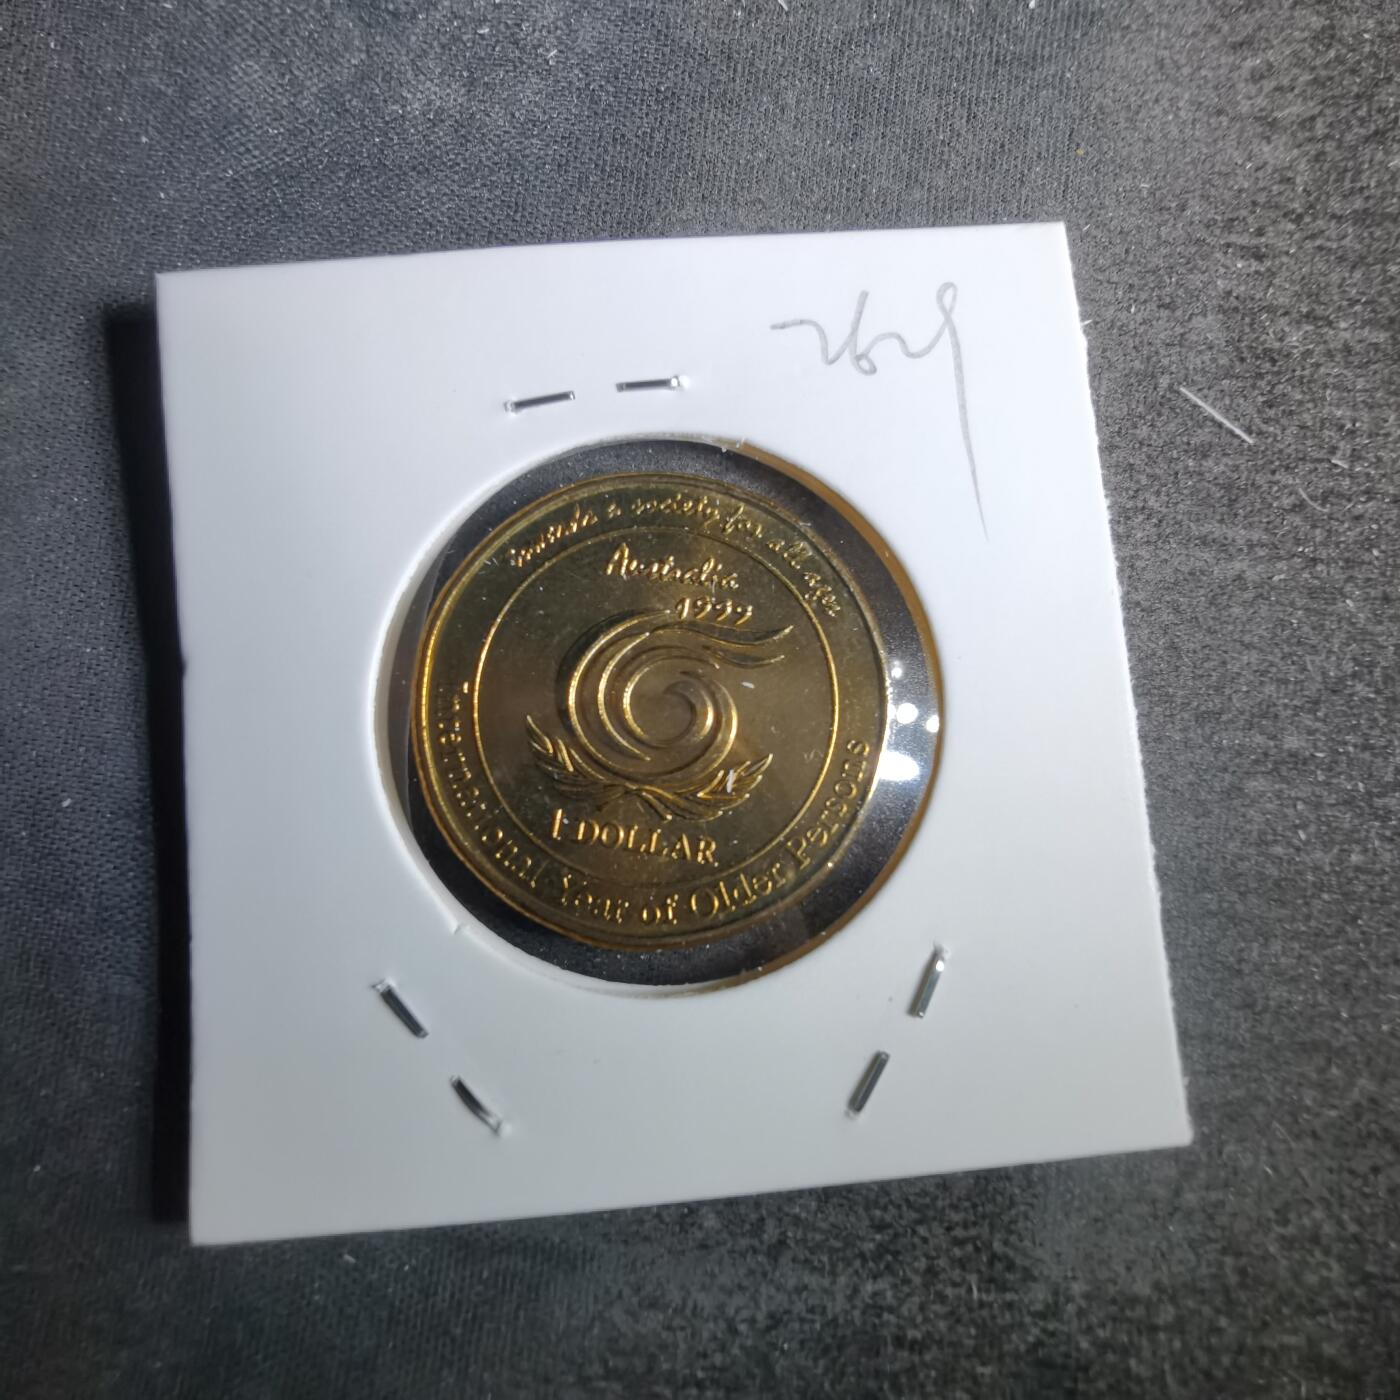 towards a society for all ages
Australia
1999
1 DOLLAR
International Year of Older Persons